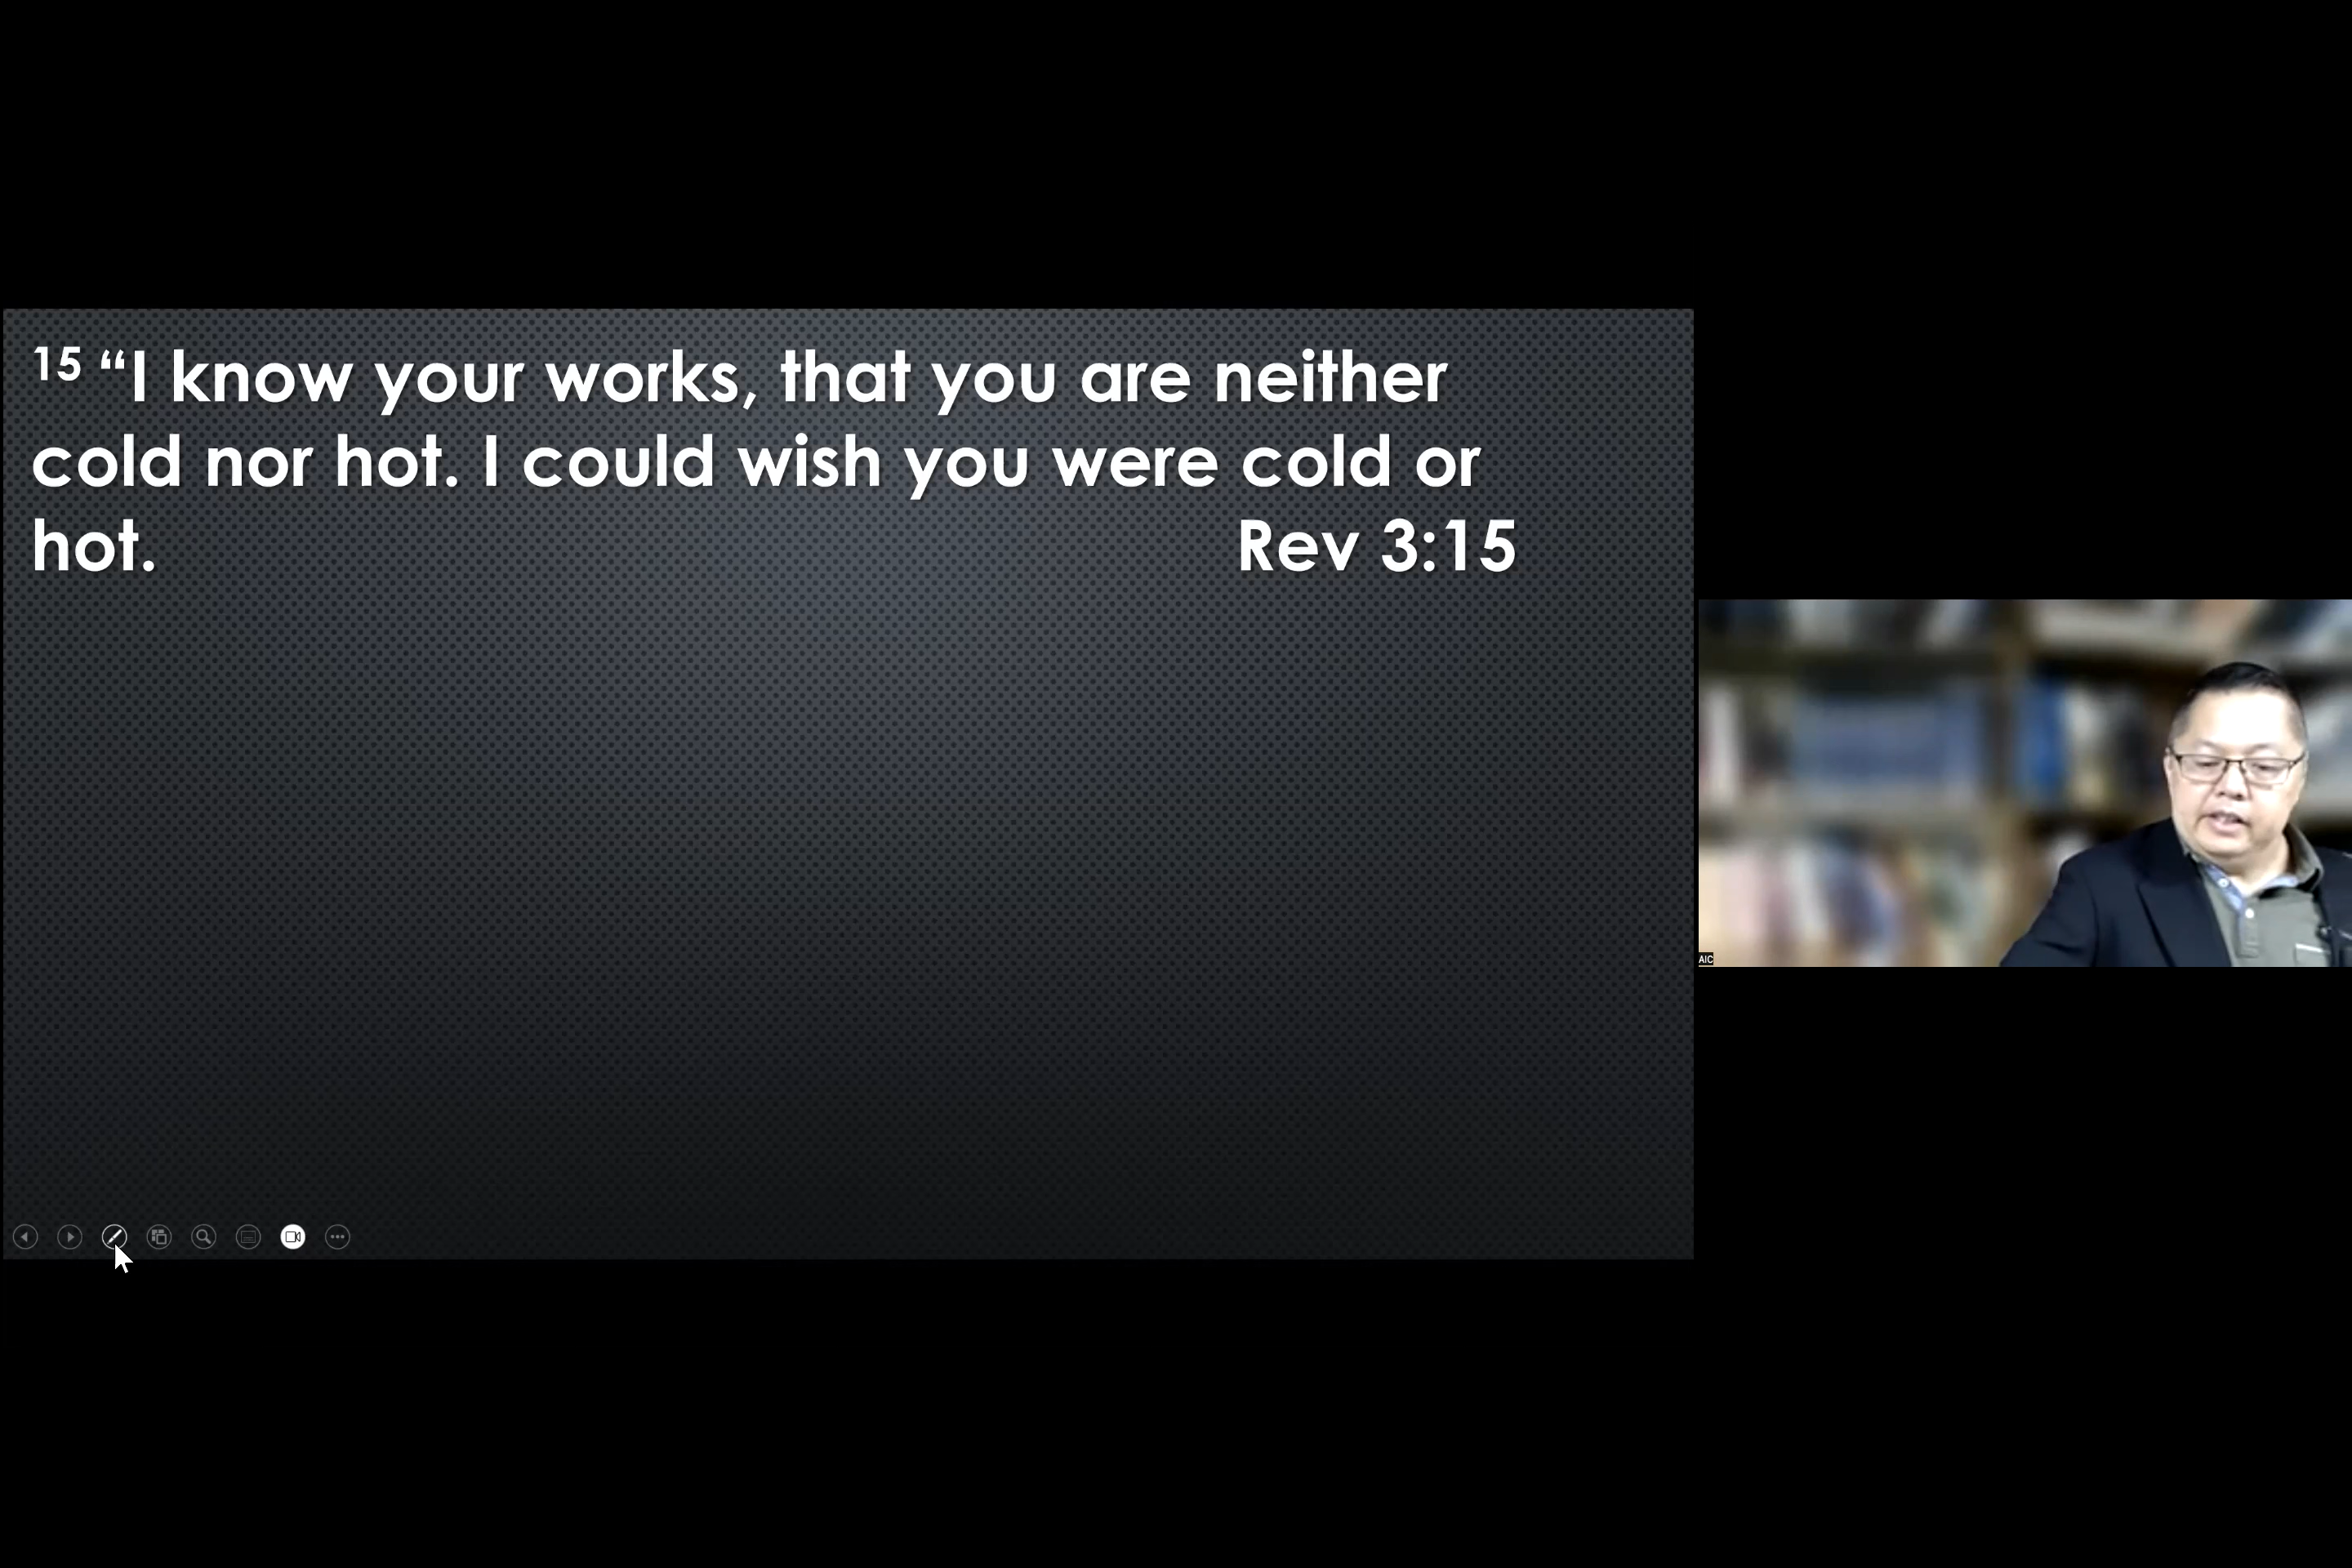 15 “I know your works, that you are neither
cold nor hot. I could wish you were cold or
hot. Rev 3:15
AIC